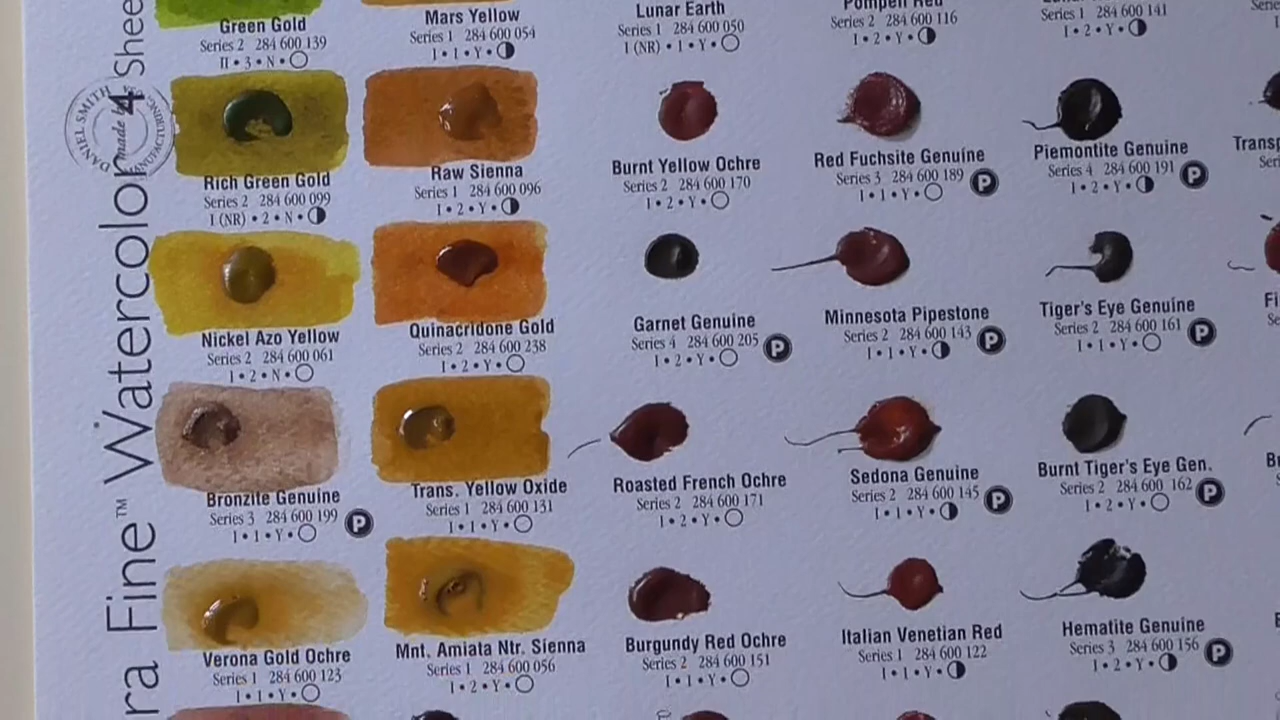 Green Gold
Series 2 284 600 139
II • 3 • N • ○
Mars Yellow
Series 1 284 600 054
I • 1 • Y • ◑
Lunar Earth
Series 1 284 600 050
I (NR) • 1 • Y • ○
Pompeii Red
Series 2 284 600 116
I • 2 • Y • ◑
Series 1 284 600 141
I • 2 • Y • ◑
Rich Green Gold
Series 2 284 600 099
I (NR) • 2 • N • ◑
Raw Sienna
Series 1 284 600 096
I • 2 • Y • ◑
Burnt Yellow Ochre
Series 2 284 600 170
I • 2 • Y • ○
Red Fuchsite Genuine
Series 3 284 600 189
I • 1 • Y • ○ P
Piemontite Genuine
Series 4 284 600 191
I • 2 • Y • ◑ P
Nickel Azo Yellow
Series 2 284 600 061
I • 2 • N • ○
Quinacridone Gold
Series 2 284 600 238
I • 2 • Y • ○
Garnet Genuine
Series 4 284 600 205
I • 2 • Y • ○ P
Minnesota Pipestone
Series 2 284 600 143
I • 1 • Y • ◑ P
Tiger's Eye Genuine
Series 2 284 600 161
I • 1 • Y • ○ P
Bronzite Genuine
Series 3 284 600 199
I • 1 • Y • ○ P
Trans. Yellow Oxide
Series 1 284 600 131
I • 1 • Y • ○
Roasted French Ochre
Series 2 284 600 171
I • 2 • Y • ○
Sedona Genuine
Series 2 284 600 145
I • 1 • Y • ◑ P
Burnt Tiger's Eye Gen.
Series 2 284 600 162
I • 2 • Y • ○ P
Verona Gold Ochre
Series 1 284 600 123
I • 1 • Y • ○
Mnt. Amiata Ntr. Sienna
Series 1 284 600 056
I • 2 • Y • ○
Burgundy Red Ochre
Series 2 284 600 151
I • 1 • Y • ○
Italian Venetian Red
Series 1 284 600 122
I • 1 • Y • ◑
Hematite Genuine
Series 3 284 600 156
I • 2 • Y • ◑ P
ra Fine™ Watercolor 4 Shee
DANIEL SMITH
made by
MANUFACTURING